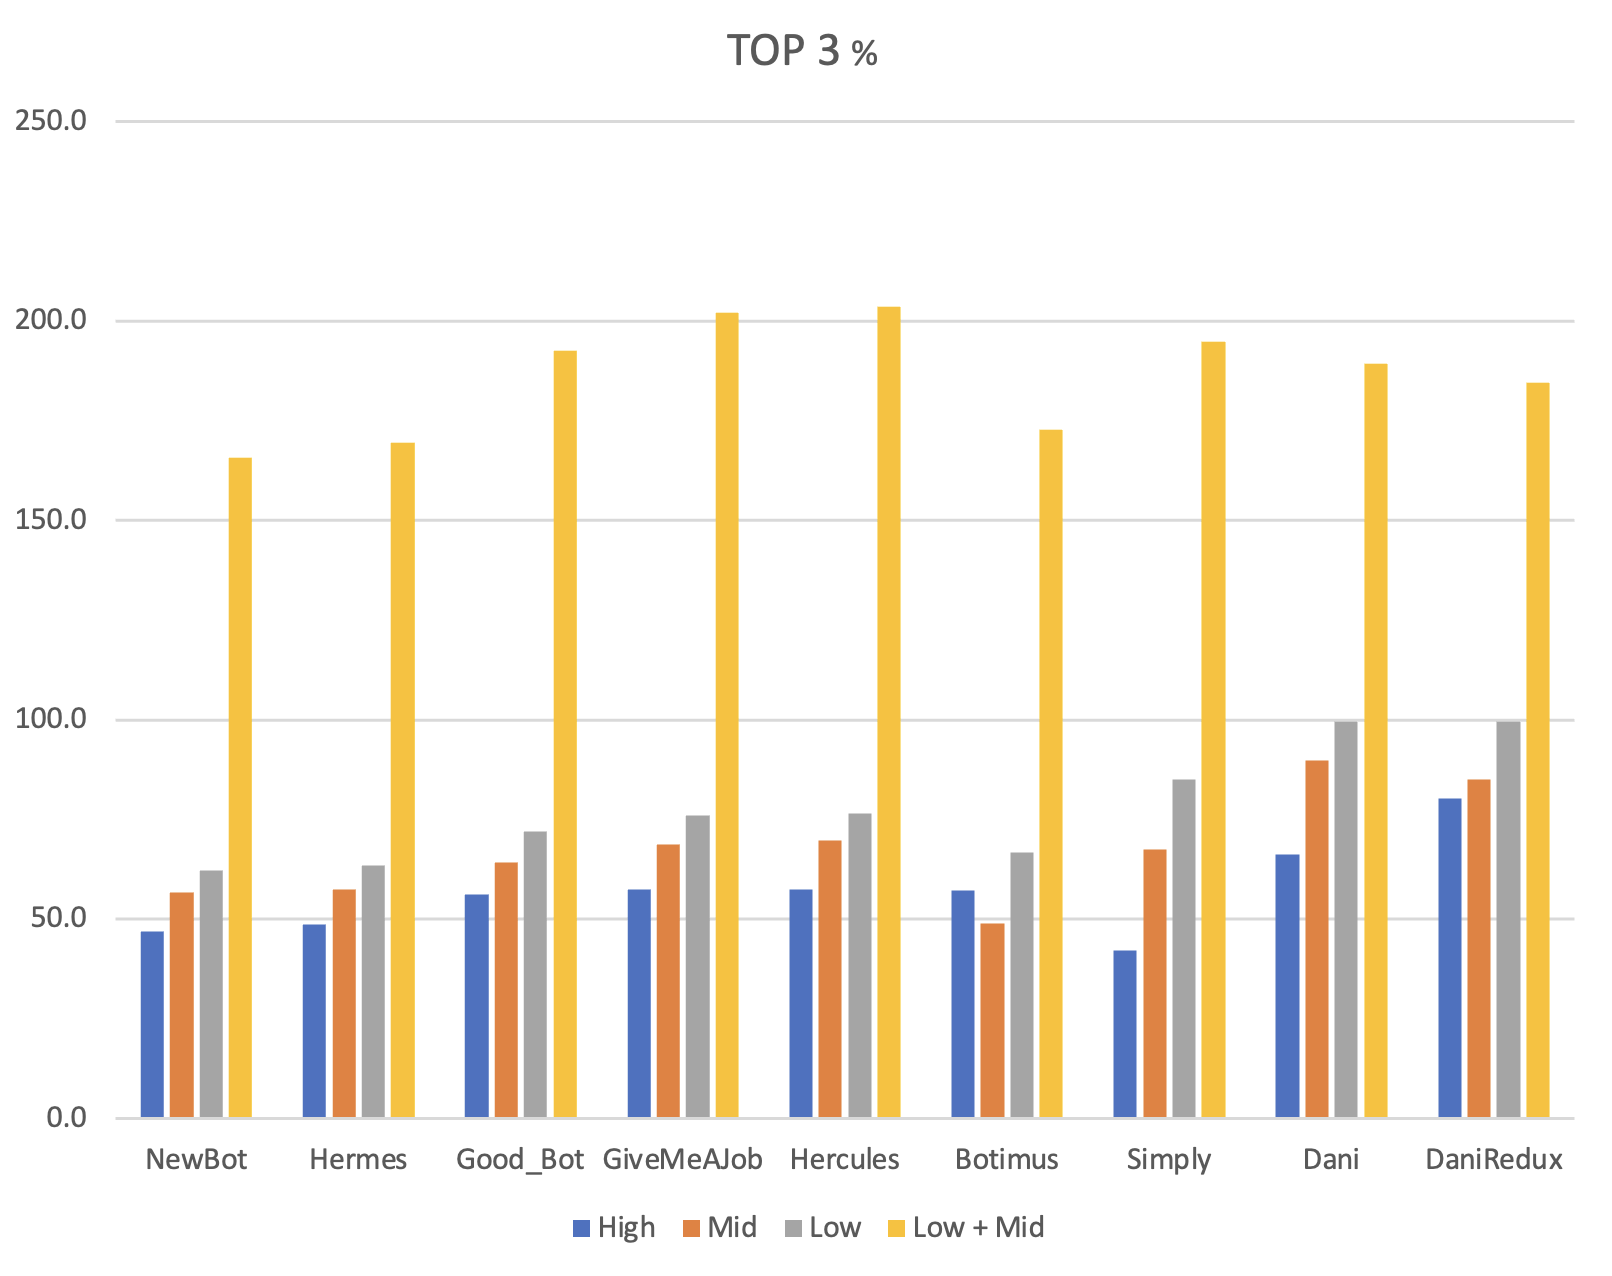 TOP 3 %
250.0
200.0
150.0
100.0
50.0
0.0
NewBot Hermes Good_Bot GiveMeAJob Hercules Botimus Simply Dani DaniRedux
High Mid Low Low + Mid